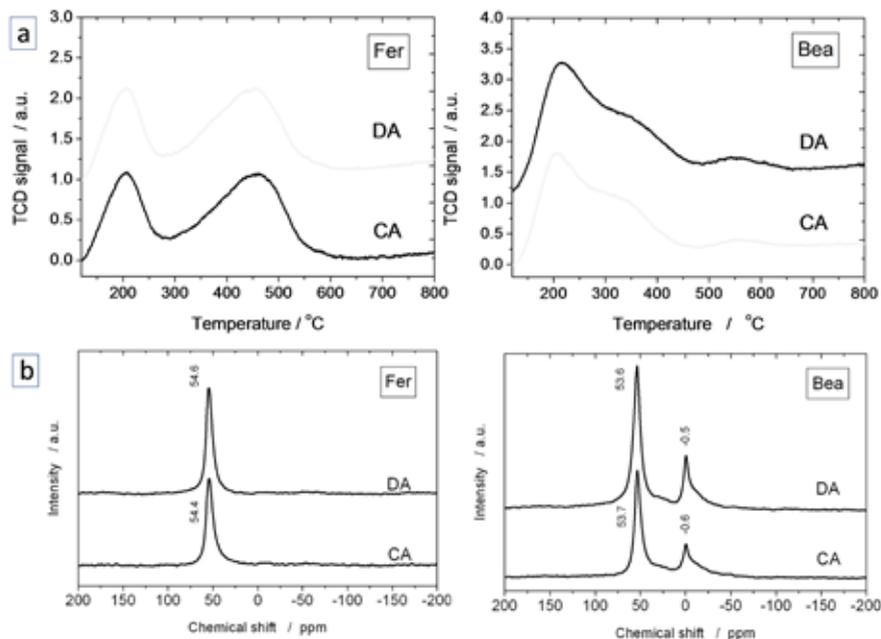 a
3.0
2.5
2.0
1.5
1.0
0.5
0.0
TCD signal / a.u.
Fer
DA
CA
200 300 400 500 600 700 800
Temperature / °C
4.0
3.5
3.0
2.5
2.0
1.5
1.0
0.5
0.0
TCD signal / a.u.
Bea
DA
CA
200 300 400 500 600 700 800
Temperature / °C
b
Intensity / a.u.
Fer
54.6
DA
54.4
CA
200 150 100 50 0 -50 -100 -150 -200
Chemical shift / ppm
Intensity / a.u.
Bea
53.6
-0.5
DA
53.7
-0.6
CA
200 150 100 50 0 -50 -100 -150 -200
Chemical shift / ppm